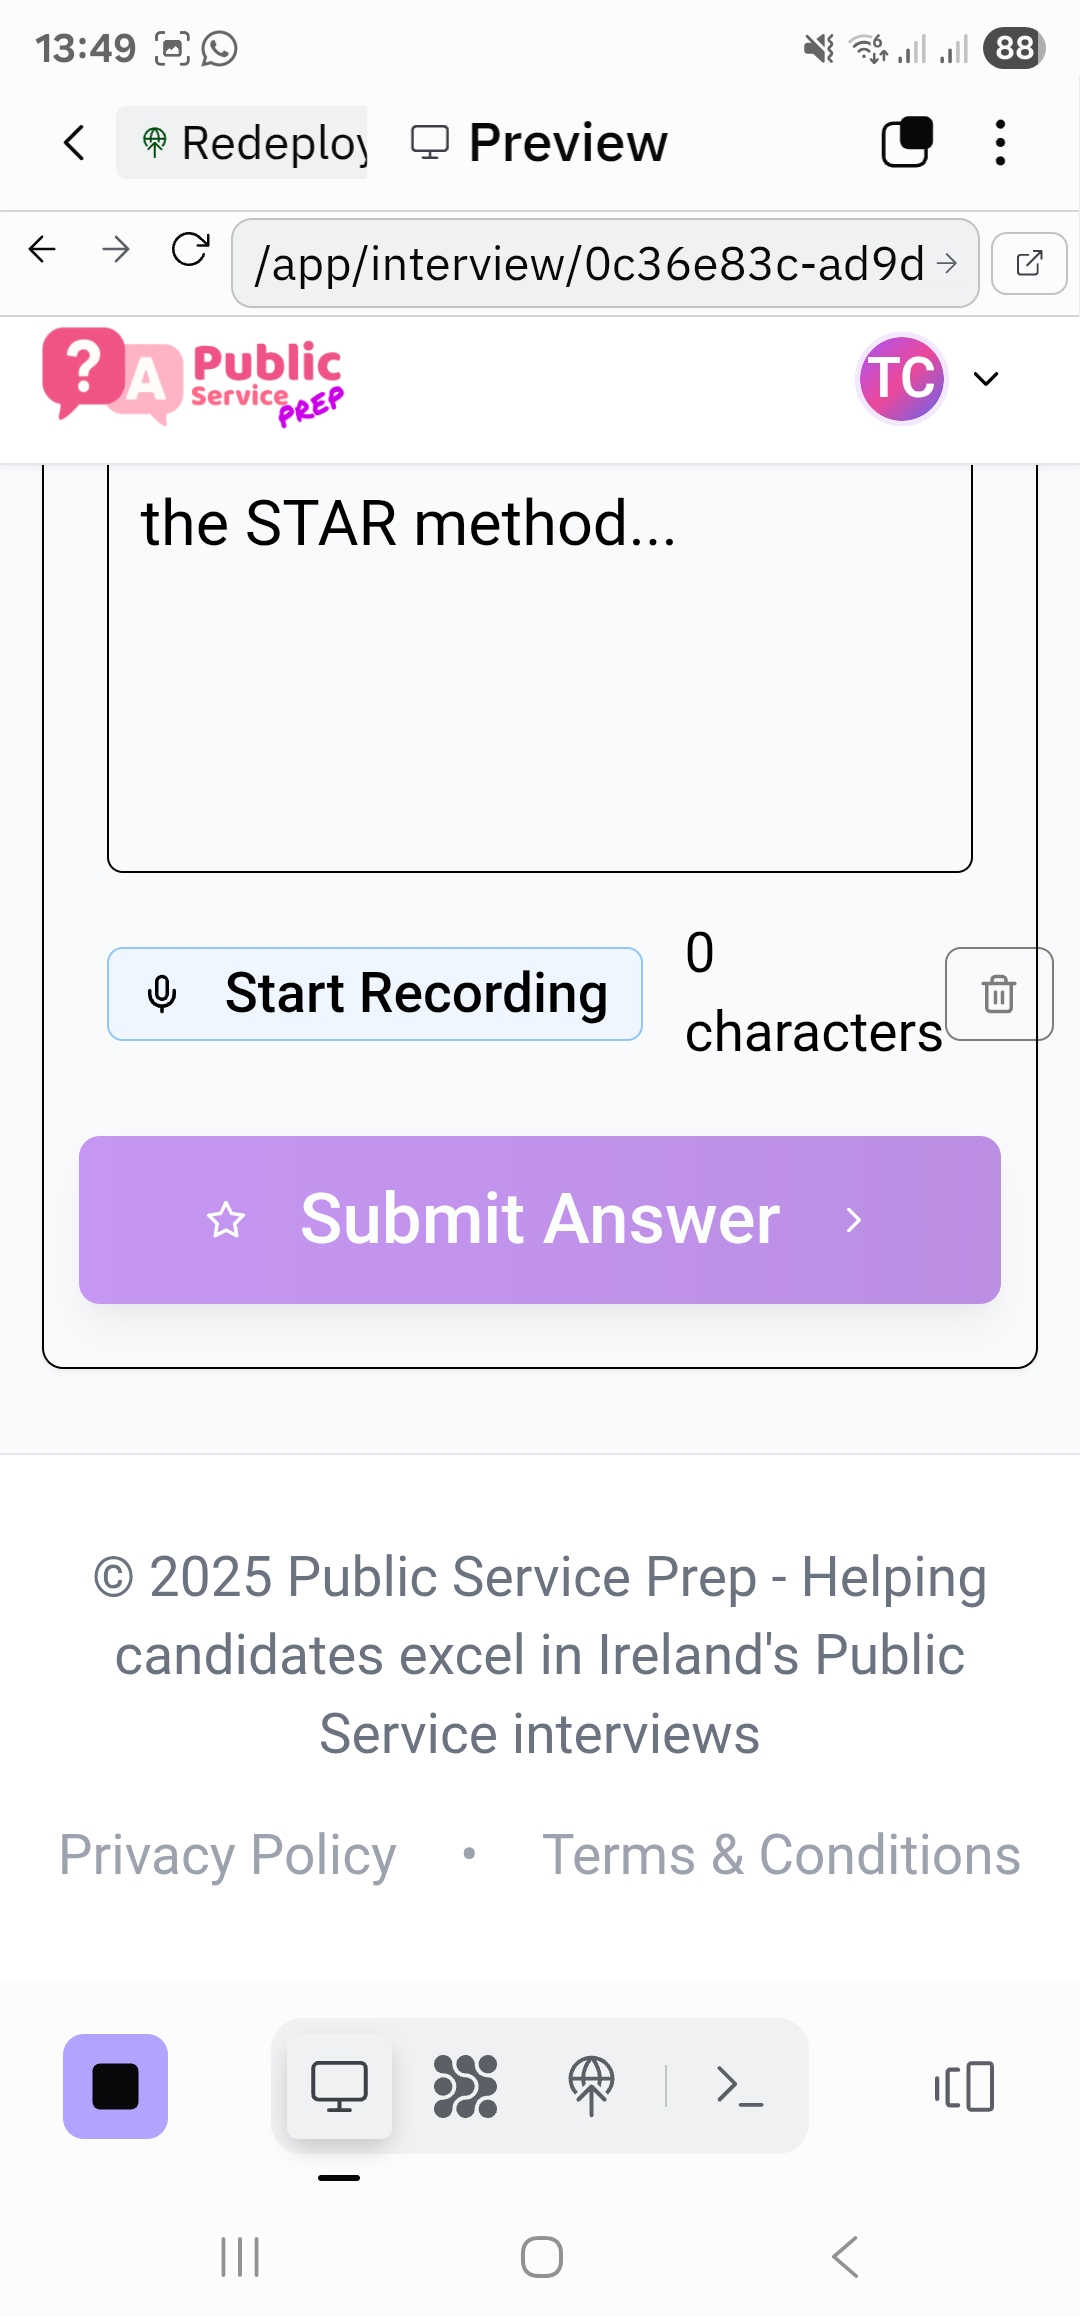 13:49
88
Redeploy
Preview
/app/interview/0c36e83c-ad9d
? A Public
Service
PREP
TC
the STAR method...
Start Recording
0
characters
Submit Answer
© 2025 Public Service Prep - Helping
candidates excel in Ireland's Public
Service interviews
Privacy Policy • Terms & Conditions